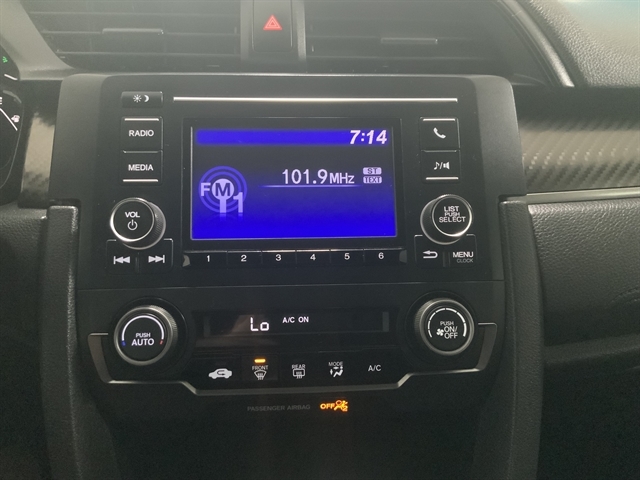 7:14
RADIO
101.9MHz
ST
TEXT
MEDIA
FM
1
VOL
LIST
PUSH
SELECT
MENU
CLOCK
1 2 3 4 5 6
Lo A/C ON
PUSH
AUTO
PUSH
ON/
OFF
FRONT
REAR
MODE
A/C
PASSENGER AIRBAG
OFF